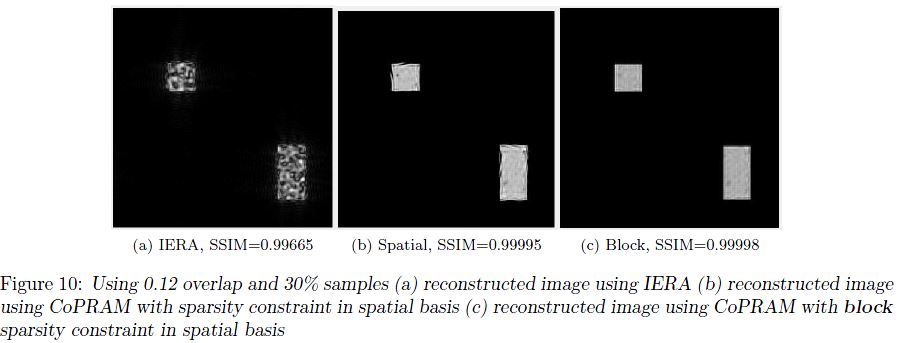 (a) IERA, SSIM=0.99665 (b) Spatial, SSIM=0.99995 (c) Block, SSIM=0.99998
Figure 10: Using 0.12 overlap and 30% samples (a) reconstructed image using IERA (b) reconstructed image
using CoPRAM with sparsity constraint in spatial basis (c) reconstructed image using CoPRAM with block
sparsity constraint in spatial basis